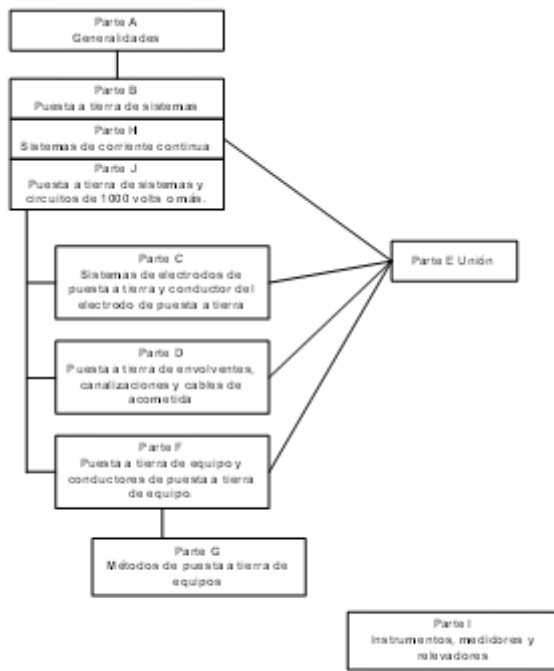 Parte A
Generalidades
Parte B
Puesta a tierra de sistemas
Parte H
Sistemas de corriente continua
Parte J
Puesta a tierra de sistemas y
circuitos de 1000 volts o más.
Parte C
Sistemas de electrodos de
puesta a tierra y conductor del
electrodo de puesta a tierra
Parte E Unión
Parte D
Puesta a tierra de envolventes,
canalizaciones y cables de
acometida
Parte F
Puesta a tierra de equipo y
conductores de puesta a tierra
de equipo.
Parte G
Métodos de puesta a tierra de
equipos
Parte I
Instrumentos, medidores y
relevadores